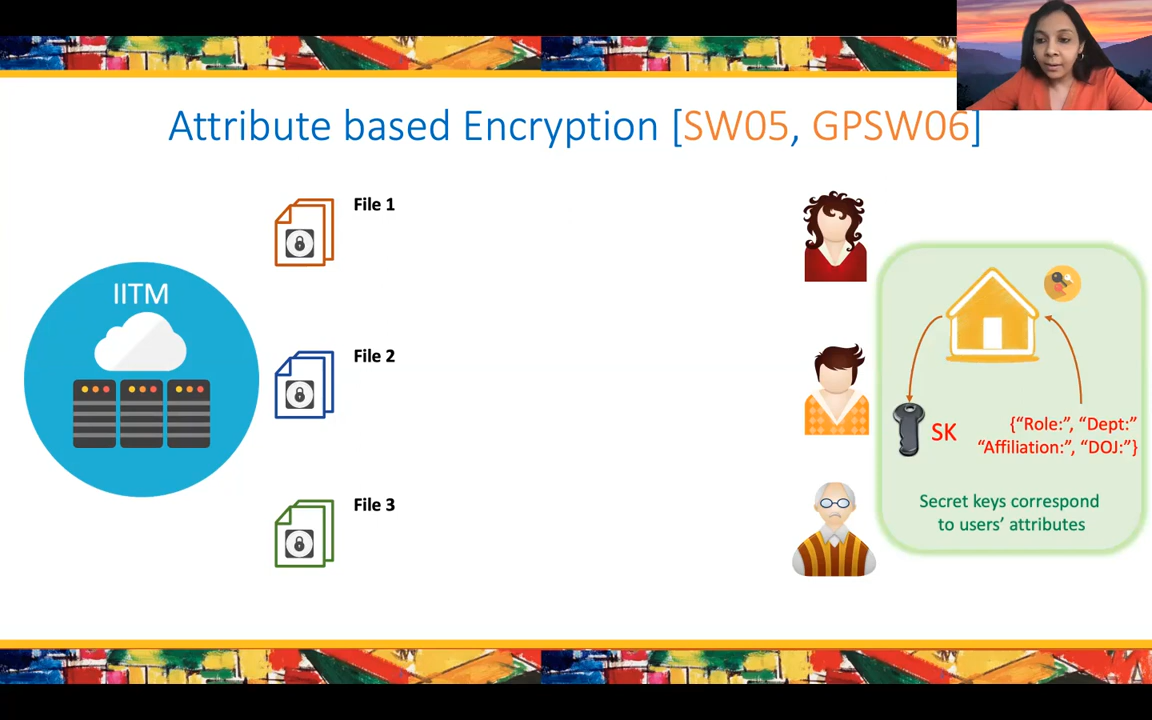 Attribute based Encryption [SW05, GPSW06]
IITM
File 1
File 2
File 3
SK
{“Role:”, “Dept:”
“Affiliation:”, “DOJ:”}
Secret keys correspond
to users’ attributes